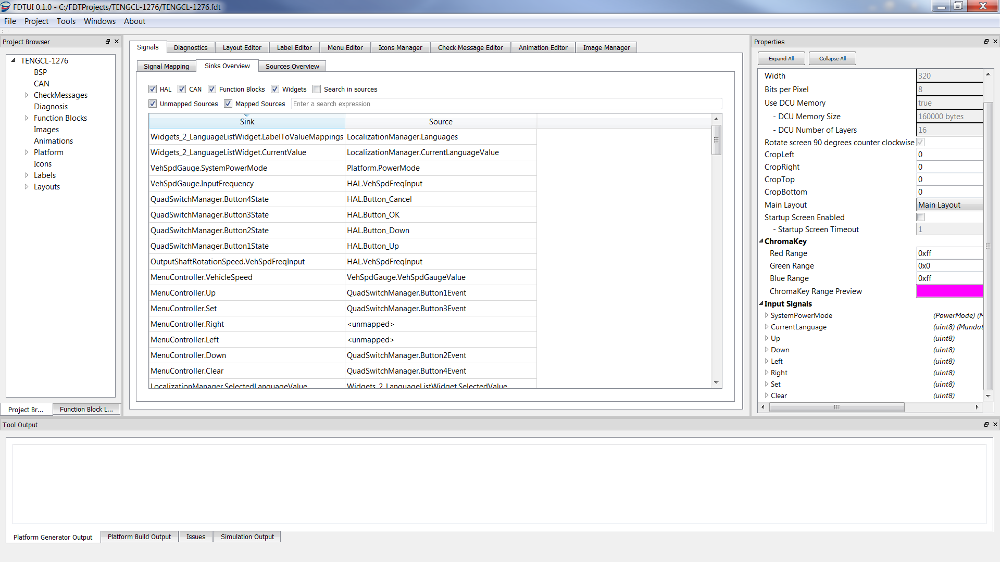 FDTUI 0.1.0 - C:/FDTProjects/TENGCL-1276/TENGCL-1276.fdt
File Project Tools Windows About
Project Browser
TENGCL-1276
BSP
CAN
CheckMessages
Diagnosis
Function Blocks
Images
Animations
Platform
Icons
Labels
Layouts
Project Br... Function Block L...
Signals Diagnostics Layout Editor Label Editor Menu Editor Icons Manager Check Message Editor Animation Editor Image Manager
Signal Mapping Sinks Overview Sources Overview
HAL CAN Function Blocks Widgets Search in sources
Unmapped Sources Mapped Sources Enter a search expression
Sink Source
Widgets_2_LanguageListWidget.LabelToValueMappings LocalizationManager.Languages
Widgets_2_LanguageListWidget.CurrentValue LocalizationManager.CurrentLanguageValue
VehSpdGauge.SystemPowerMode Platform.PowerMode
VehSpdGauge.InputFrequency HAL.VehSpdFreqInput
QuadSwitchManager.Button4State HAL.Button_Cancel
QuadSwitchManager.Button3State HAL.Button_OK
QuadSwitchManager.Button2State HAL.Button_Down
QuadSwitchManager.Button1State HAL.Button_Up
OutputShaftRotationSpeed.VehSpdFreqInput HAL.VehSpdFreqInput
MenuController.VehicleSpeed VehSpdGauge.VehSpdGaugeValue
MenuController.Up QuadSwitchManager.Button1Event
MenuController.Set QuadSwitchManager.Button3Event
MenuController.Right <unmapped>
MenuController.Left <unmapped>
MenuController.Down QuadSwitchManager.Button2Event
MenuController.Clear QuadSwitchManager.Button4Event
LocalizationManager.SelectedLanguageValue Widgets_2_LanguageListWidget.SelectedValue
Properties
Expand All Collapse All
Width 320
Bits per Pixel 8
Use DCU Memory true
- DCU Memory Size 160000 bytes
- DCU Number of Layers 16
Rotate screen 90 degrees counter clockwise
CropLeft 0
CropRight 0
CropTop 0
CropBottom 0
Main Layout Main Layout
Startup Screen Enabled
- Startup Screen Timeout 1
ChromaKey
Red Range 0xff
Green Range 0x0
Blue Range 0xff
ChromaKey Range Preview
Input Signals
SystemPowerMode (PowerMode) (M
CurrentLanguage (uint8) (Mandat
Up (uint8)
Down (uint8)
Left (uint8)
Right (uint8)
Set (uint8)
Clear (uint8)
Tool Output
Platform Generator Output Platform Build Output Issues Simulation Output